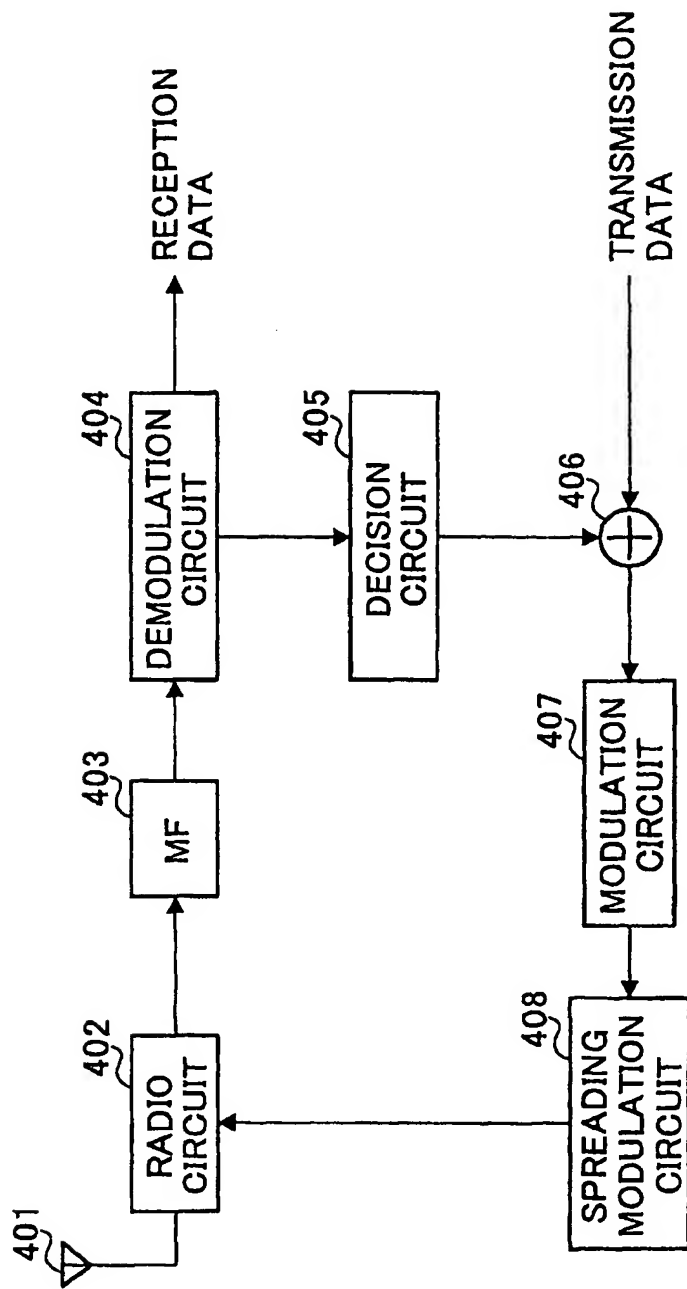 401
402
RADIO
CIRCUIT
403
MF
404
DEMODULATION
CIRCUIT
RECEPTION
DATA
405
DECISION
CIRCUIT
406
TRANSMISSION
DATA
407
MODULATION
CIRCUIT
408
SPREADING
MODULATION
CIRCUIT